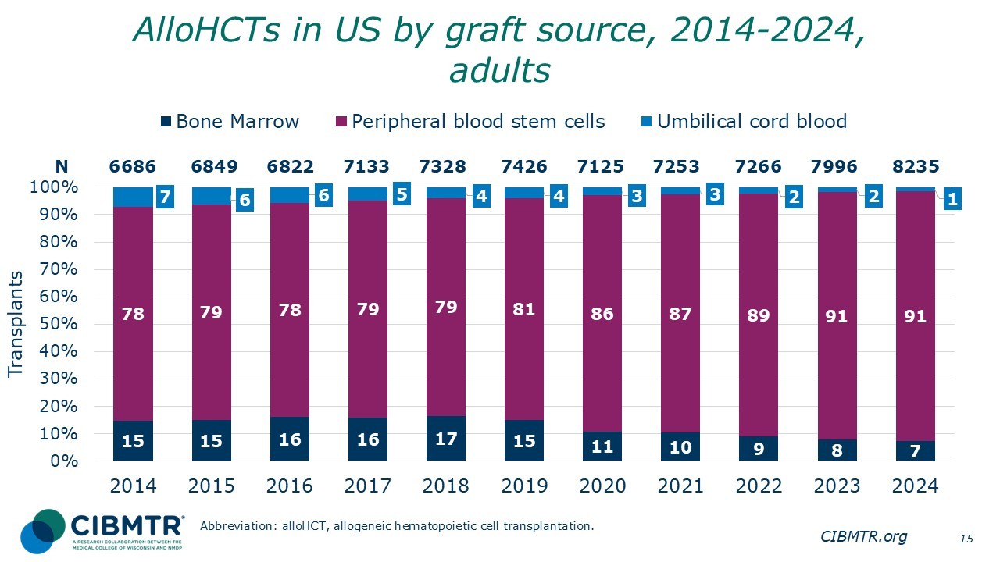 AlloHCTs in US by graft source, 2014-2024,
adults
Bone Marrow Peripheral blood stem cells Umbilical cord blood
N 6686 6849 6822 7133 7328 7426 7125 7253 7266 7996 8235
100%
7 6 6 5 4 4 3 3 2 2 1
90%
80%
70%
60%
78 79 78 79 79 81 86 87 89 91 91
50%
40%
30%
20%
10%
15 15 16 16 17 15 11 10 9 8 7
0%
Transplants
2014 2015 2016 2017 2018 2019 2020 2021 2022 2023 2024
CIBMTR®
A RESEARCH COLLABORATION BETWEEN THE
MEDICAL COLLEGE OF WISCONSIN AND NMDP
Abbreviation: alloHCT, allogeneic hematopoietic cell transplantation.
CIBMTR.org 15